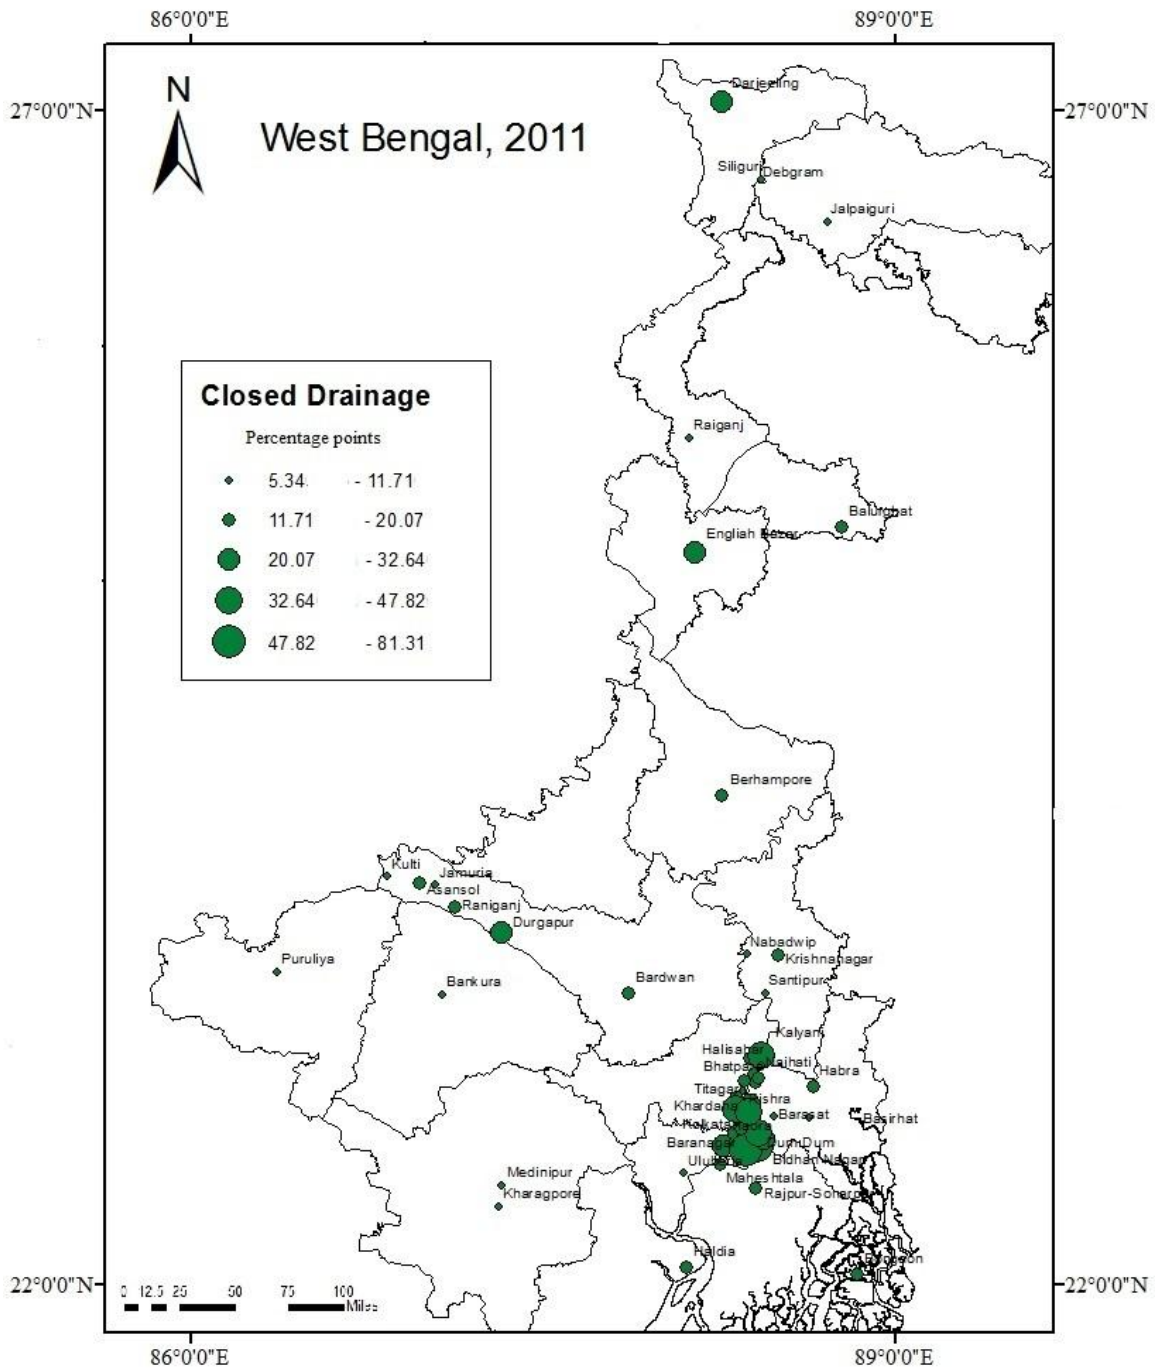 86°0'0"E 89°0'0"E
27°0'0"N 27°0'0"N
N
West Bengal, 2011
Darjeeling
Siliguri Debgram
Jalpaiguri
Closed Drainage
Percentage points
5.34 - 11.71
11.71 - 20.07
20.07 - 32.64
32.64 - 47.82
47.82 - 81.31
Raiganj
Balurghat
Engliah Bazar
Berhampore
Kulti
Jamuria
Asansol
Raniganj
Durgapur
Nabadwip
Krishnanagar
Puruliya
Bankura
Bardwan
Santipur
Kalyani
Halisahar
Naihati
Bhatpara
Habra
Titagarh
Rishra
Khardaha
Barasat
Basirhat
Kolkata
Baranagar
Dum Dum
Bidhan Nagar
Uluberia
Maheshtala
Rajpur-Sonarpur
Medinipur
Kharagpore
Haldia
22°0'0"N 22°0'0"N
0 12.5 25 50 75 100
Miles
86°0'0"E 89°0'0"E